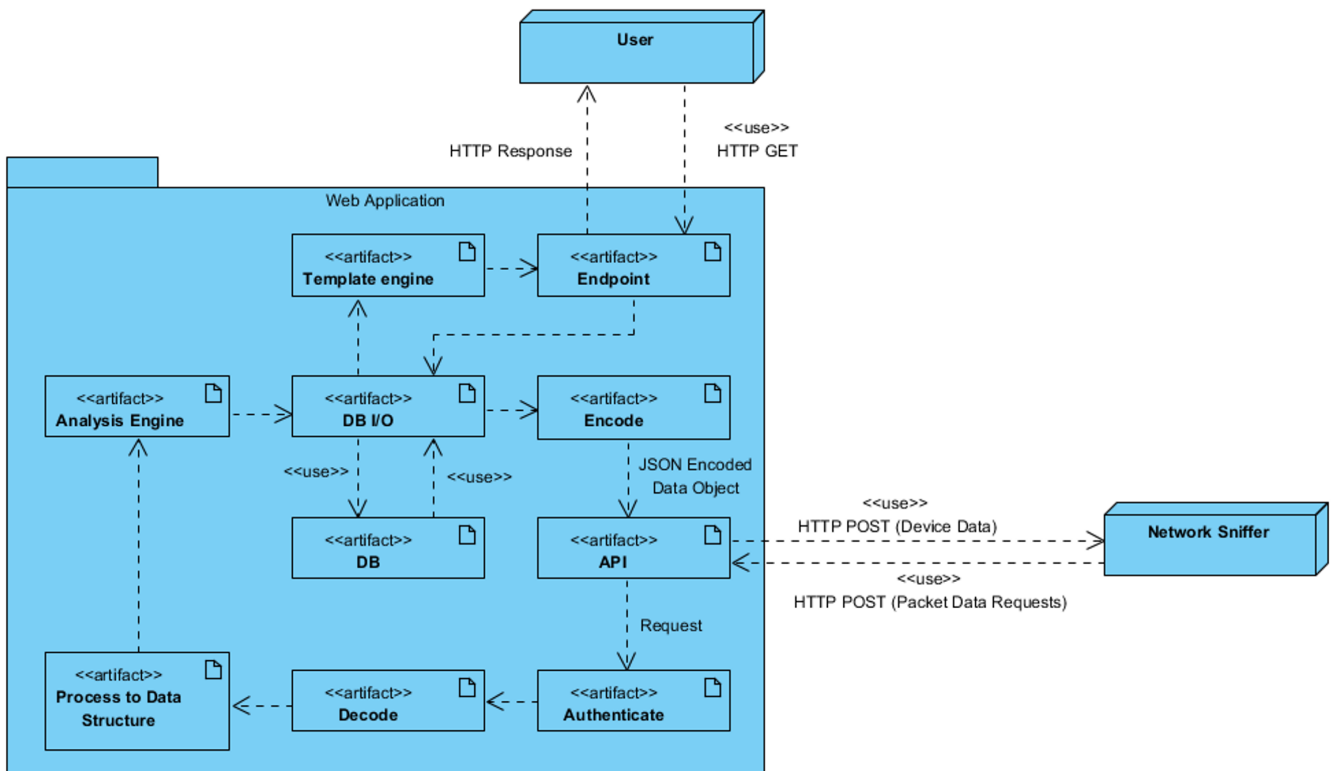 User
<<use>>
HTTP Response
HTTP GET
Web Application
<<artifact>>
Template engine
<<artifact>>
Endpoint
<<artifact>>
Analysis Engine
<<artifact>>
DB I/O
<<artifact>>
Encode
<<use>>
<<use>>
JSON Encoded
Data Object
<<artifact>>
DB
<<artifact>>
API
<<use>>
HTTP POST (Device Data)
Network Sniffer
<<use>>
HTTP POST (Packet Data Requests)
Request
<<artifact>>
Process to Data
Structure
<<artifact>>
Decode
<<artifact>>
Authenticate